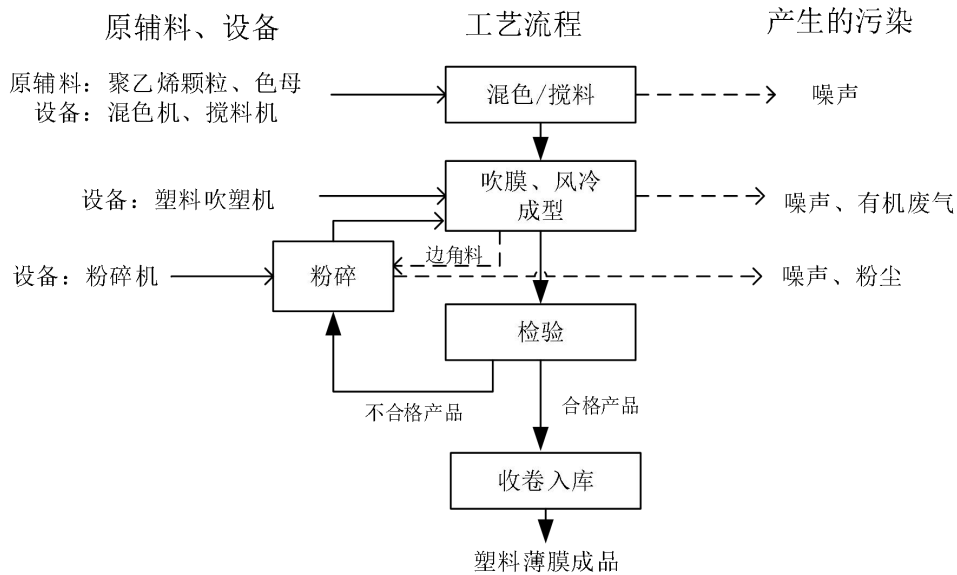 原辅料、设备
工艺流程
产生的污染
原辅料：聚乙烯颗粒、色母
设备：混色机、搅料机
混色/搅料
噪声
设备：塑料吹塑机
吹膜、风冷
成型
噪声、有机废气
边角料
设备：粉碎机
粉碎
噪声、粉尘
检验
不合格产品
合格产品
收卷入库
塑料薄膜成品